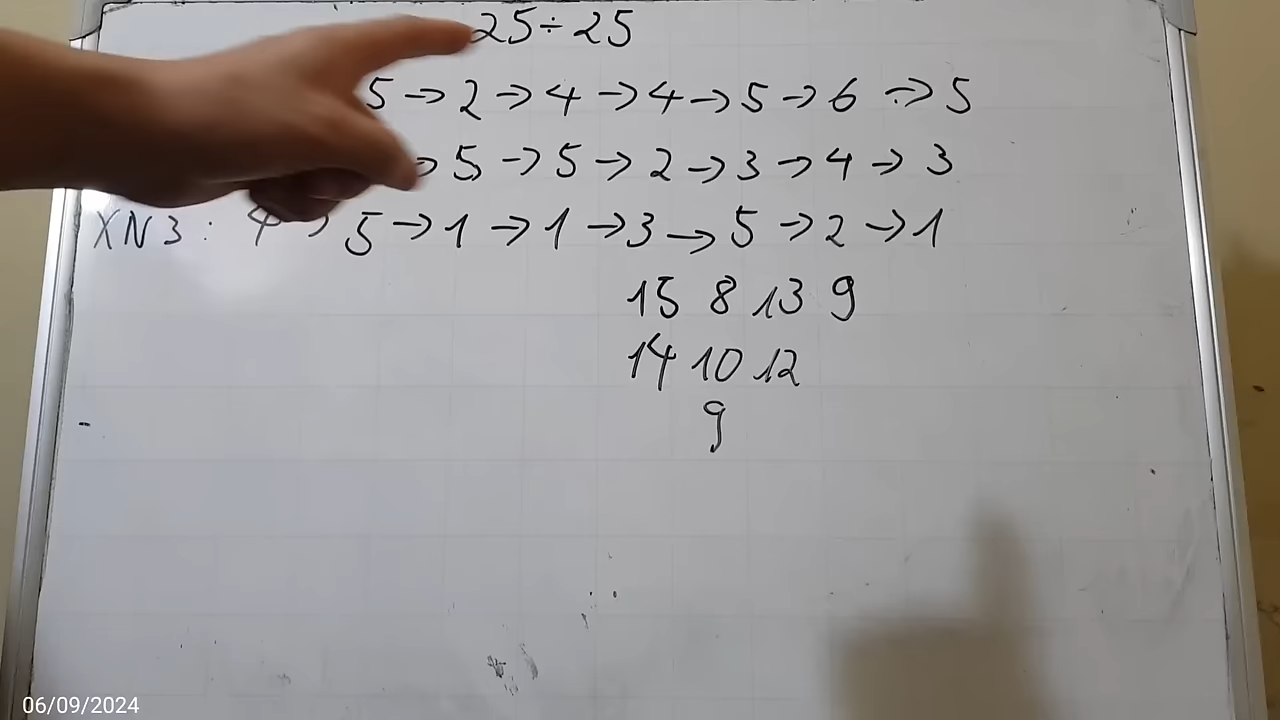 25 ÷ 25
5 → 2 → 4 → 4 → 5 → 6 → 5
→ 5 → 5 → 2 → 3 → 4 → 3
XN3: 4 → 5 → 1 → 1 → 3 → 5 → 2 → 1
15 8 13 9
14 10 12
9
06/09/2024